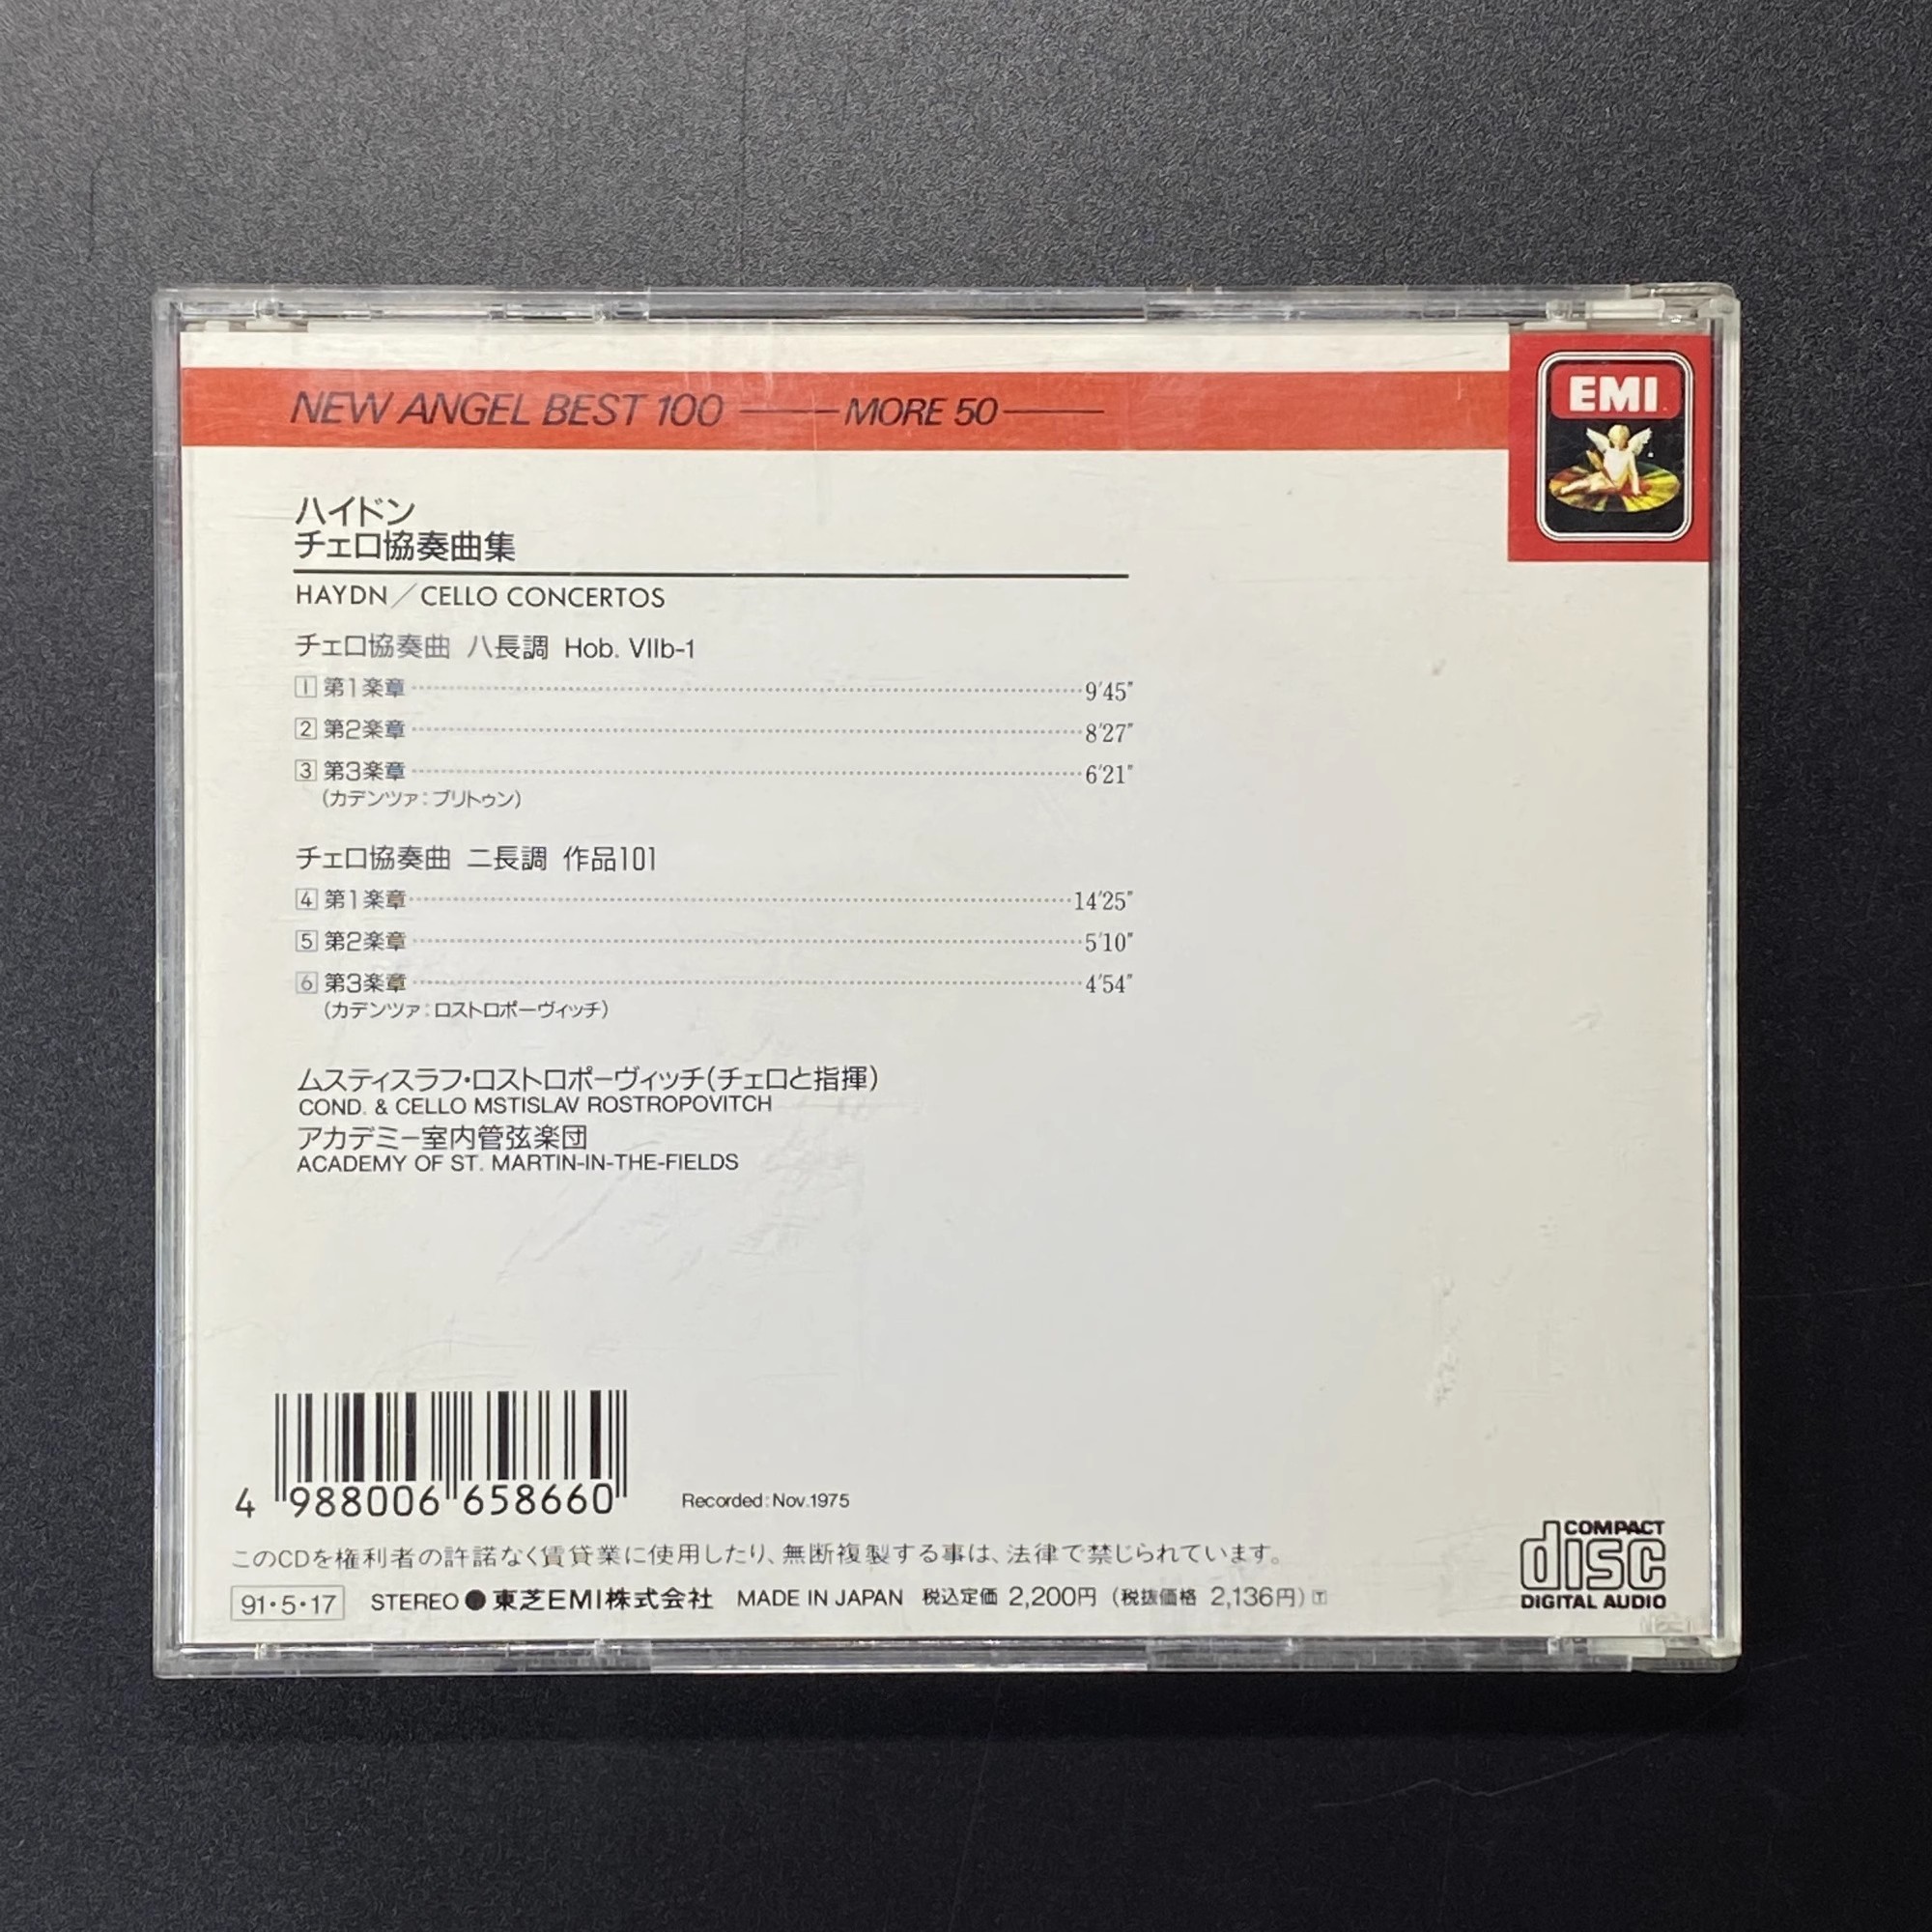 NEW ANGEL BEST 100 — MORE 50 —
EMI
ハイドン
チェロ協奏曲集
HAYDN／CELLO CONCERTOS
チェロ協奏曲 ハ長調 Hob. VIIb-1
1 第1楽章 9'45"
2 第2楽章 8'27"
3 第3楽章 6'21"
(カデンツァ：ブリトゥン)
チェロ協奏曲 ニ長調 作品101
4 第1楽章 14'25"
5 第2楽章 5'10"
6 第3楽章 4'54"
(カデンツァ：ロストロポーヴィッチ)
ムスティスラフ・ロストロポーヴィッチ(チェロと指揮)
COND. & CELLO MSTISLAV ROSTROPOVITCH
アカデミー室内管弦楽団
ACADEMY OF ST. MARTIN-IN-THE-FIELDS
4 988006 658660
Recorded: Nov.1975
このCDを権利者の許諾なく賃貸業に使用したり、無断複製する事は、法律で禁じられています。
91・5・17 STEREO ● 東芝EMI株式会社 MADE IN JAPAN 税込定価 2,200円 (税抜価格 2,136円) T
COMPACT
disc
DIGITAL AUDIO